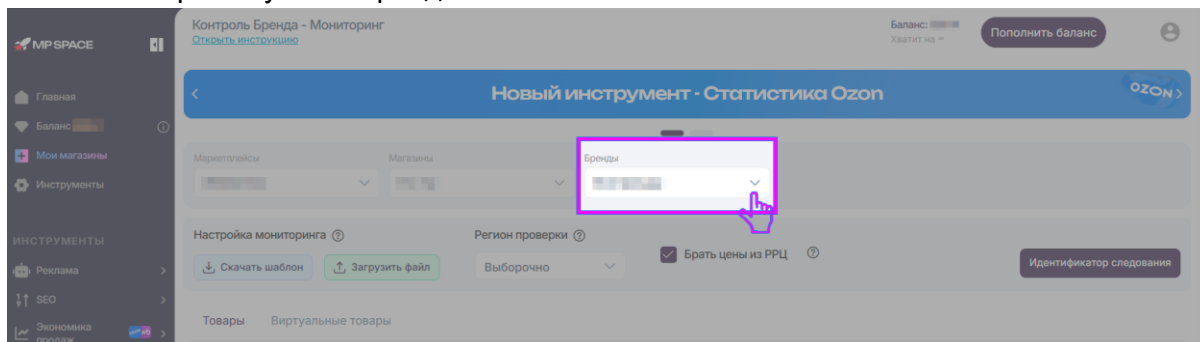 Контроль Бренда - Мониторинг
Открыть инструкцию
Баланс:
Хватит на ~
Пополнить баланс
MP SPACE
Новый инструмент - Статистика Ozon
OZON
Главная
Баланс
Мои магазины
Инструменты
Маркетплейсы
Магазины
Бренды
ИНСТРУМЕНТЫ
Настройка мониторинга
Регион проверки
Скачать шаблон
Загрузить файл
Выборочно
Брать цены из РРЦ
Идентификатор следования
Реклама
SEO
Товары
Виртуальные товары
Экономика
продаж